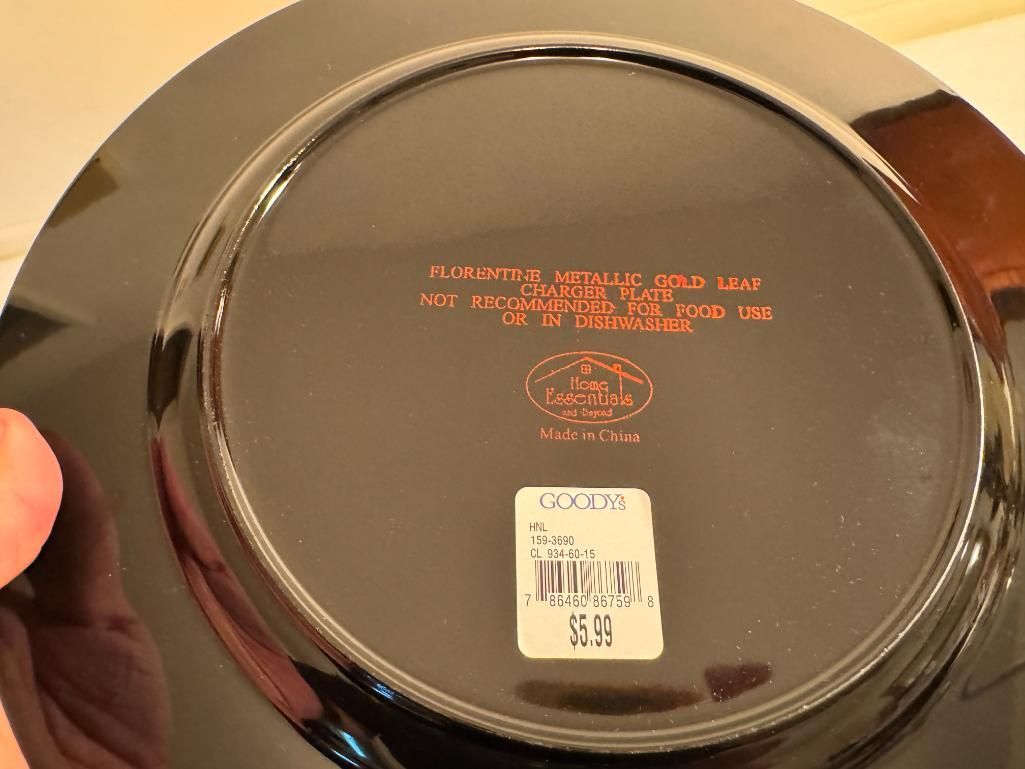 FLORENTINE METALLIC GOLD LEAF
CHARGER PLATE
NOT RECOMMENDED FOR FOOD USE
OR IN DISHWASHER
Home
Essentials
and Beyond
Made in China
GOODY'S
HNL
159-3690
CL 934-60-15
7 86460 86759 8
$5.99